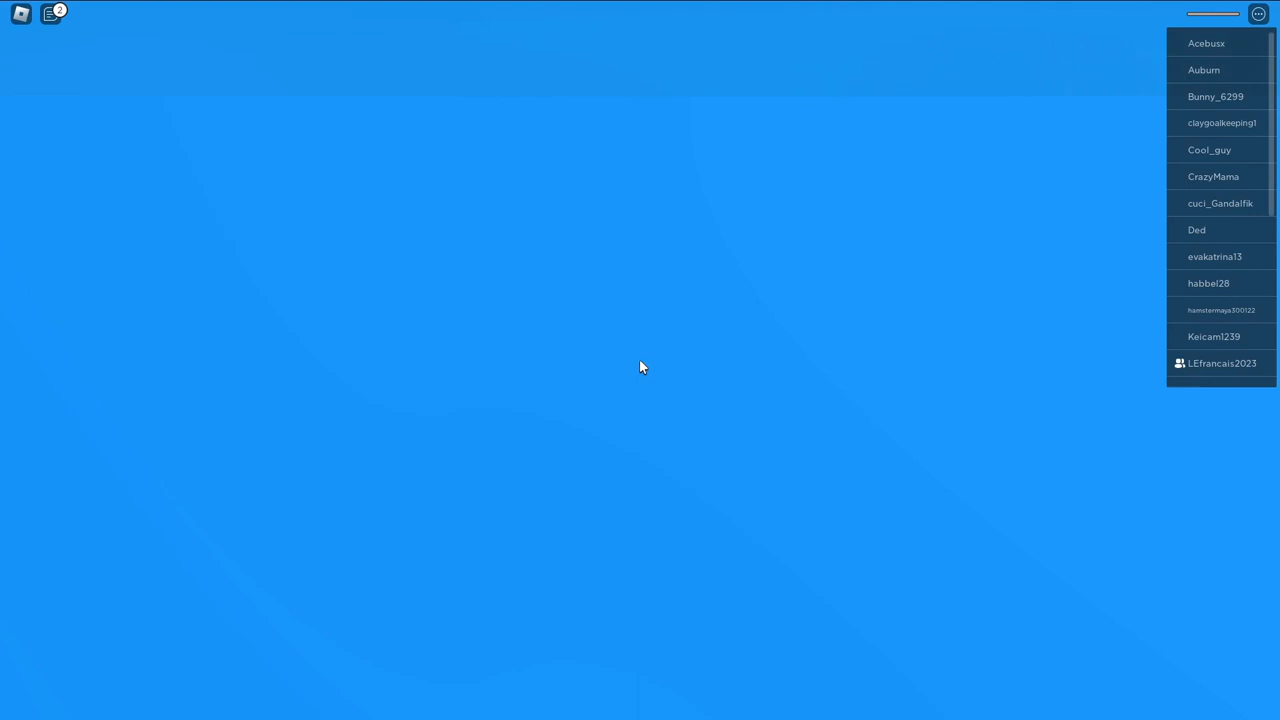 2
Acebusx
Auburn
Bunny_6299
claygoalkeeping1
Cool_guy
CrazyMama
cuci_Gandalfik
Ded
evakatrina13
habbel28
hamstermaya300122
Keicam1239
LEfrancais2023